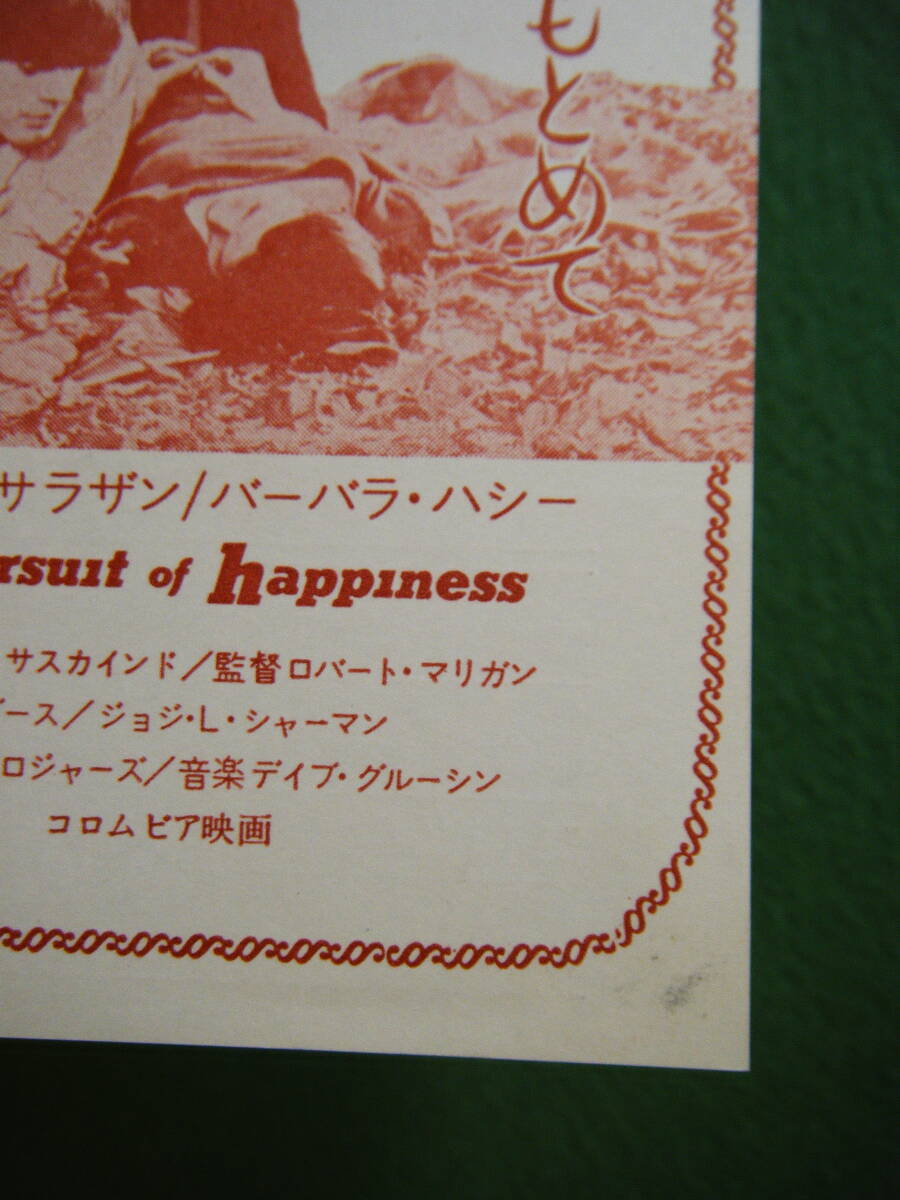 もとめて
サラザン/バーバラ・ハシー
rsuit of happiness
サスカインド/監督ロバート・マリガン
ース/ジョジ・L・シャーマン
ロジャーズ/音楽デイブ・グルーシン
コロムビア映画